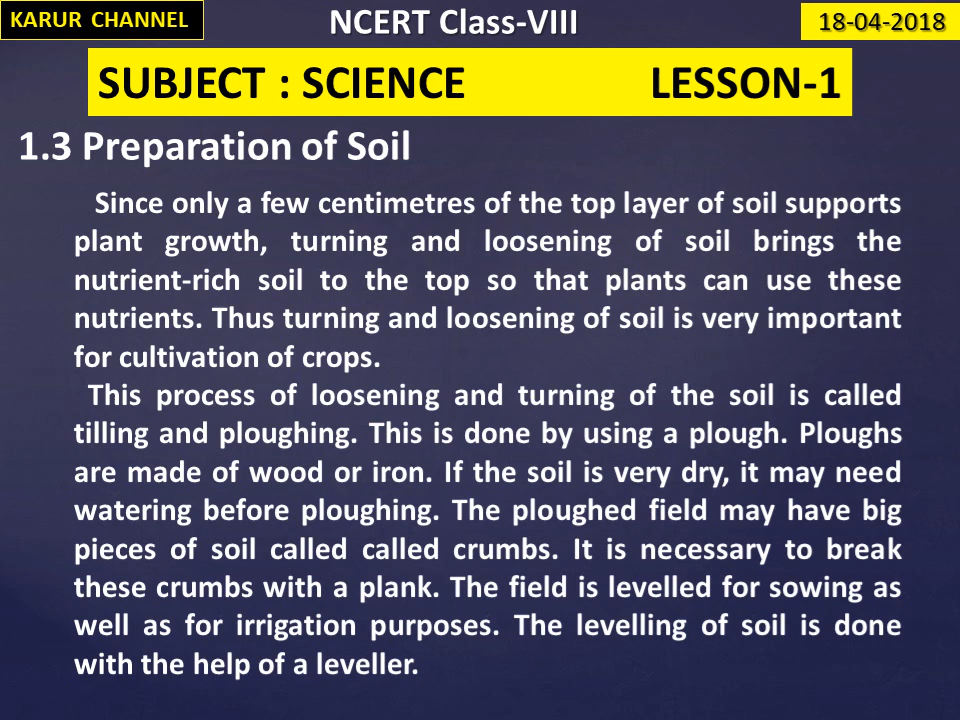 KARUR CHANNEL
NCERT Class-VIII
18-04-2018
SUBJECT : SCIENCE LESSON-1
1.3 Preparation of Soil
Since only a few centimetres of the top layer of soil supports
plant growth, turning and loosening of soil brings the
nutrient-rich soil to the top so that plants can use these
nutrients. Thus turning and loosening of soil is very important
for cultivation of crops.
This process of loosening and turning of the soil is called
tilling and ploughing. This is done by using a plough. Ploughs
are made of wood or iron. If the soil is very dry, it may need
watering before ploughing. The ploughed field may have big
pieces of soil called called crumbs. It is necessary to break
these crumbs with a plank. The field is levelled for sowing as
well as for irrigation purposes. The levelling of soil is done
with the help of a leveller.